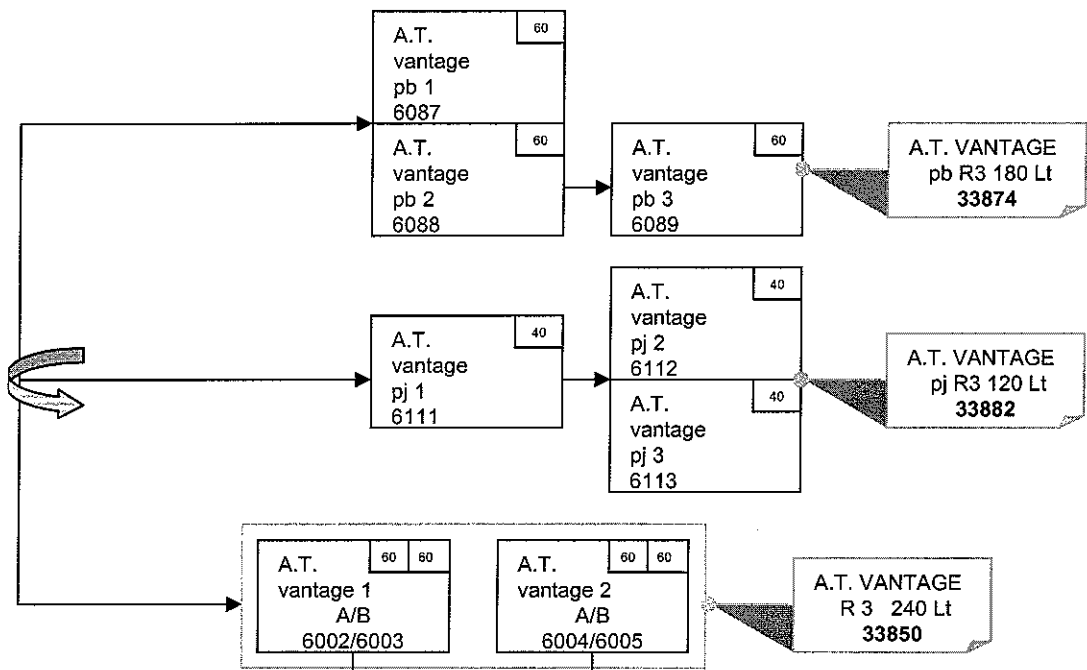 A.T. 60
vantage
pb 1
6087
A.T. 60
vantage
pb 2
6088
A.T. 60
vantage
pb 3
6089
A.T. VANTAGE
pb R3 180 Lt
33874
A.T. 40
vantage
pj 1
6111
A.T. 40
vantage
pj 2
6112
A.T. 40
vantage
pj 3
6113
A.T. VANTAGE
pj R3 120 Lt
33882
A.T. 60 60
vantage 1
A/B
6002/6003
A.T. 60 60
vantage 2
A/B
6004/6005
A.T. VANTAGE
R 3 240 Lt
33850